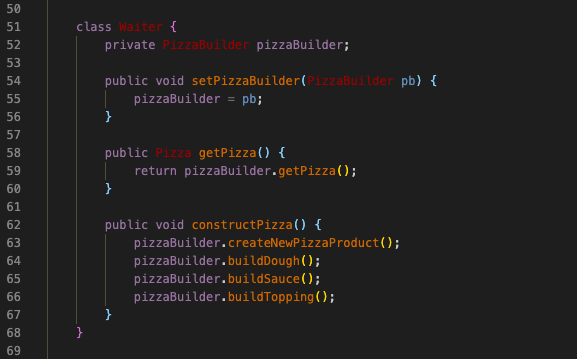 50
51 class Waiter {
52 private PizzaBuilder pizzaBuilder;
53
54 public void setPizzaBuilder(PizzaBuilder pb) {
55 pizzaBuilder = pb;
56 }
57
58 public Pizza getPizza() {
59 return pizzaBuilder.getPizza();
60 }
61
62 public void constructPizza() {
63 pizzaBuilder.createNewPizzaProduct();
64 pizzaBuilder.buildDough();
65 pizzaBuilder.buildSauce();
66 pizzaBuilder.buildTopping();
67 }
68 }
69